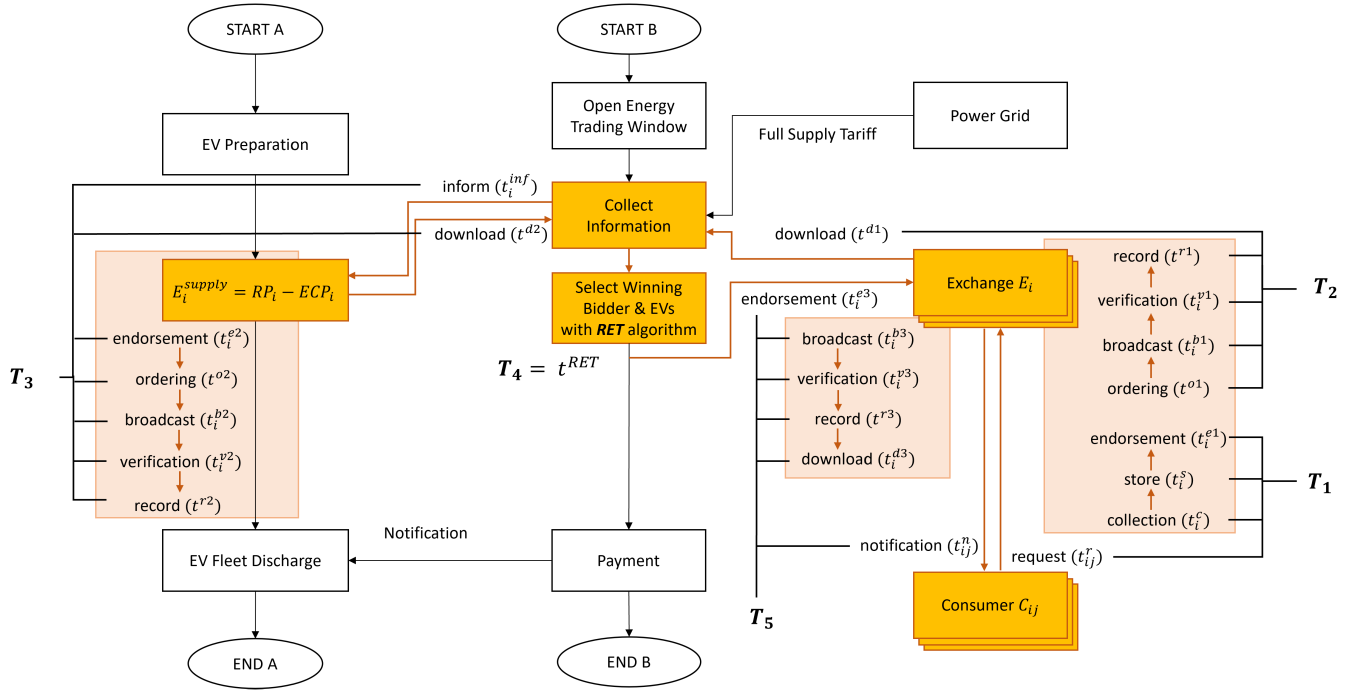 START A
START B
Open Energy
Trading Window
Power Grid
Full Supply Tariff
EV Preparation
inform (t_i^{inf})
Collect
Information
download (t^{d2})
download (t^{d1})
E_i^{supply} = RP_i − ECP_i
Select Winning
Bidder & EVs
with RET algorithm
T_4 = t^{RET}
Exchange E_i
record (t^{r1})
verification (t_i^{v1})
broadcast (t_i^{b1})
ordering (t^{o1})
T_2
endorsement (t_i^{e1})
store (t_i^s)
collection (t_i^c)
request (t_{ij}^r)
T_1
endorsement (t_i^{e2})
ordering (t^{o2})
broadcast (t_i^{b2})
verification (t_i^{v2})
record (t^{r2})
T_3
endorsement (t_i^{e3})
broadcast (t_i^{b3})
verification (t_i^{v3})
record (t^{r3})
download (t_i^{d3})
notification (t_{ij}^n)
T_5
EV Fleet Discharge
Notification
Payment
Consumer C_{ij}
END A
END B